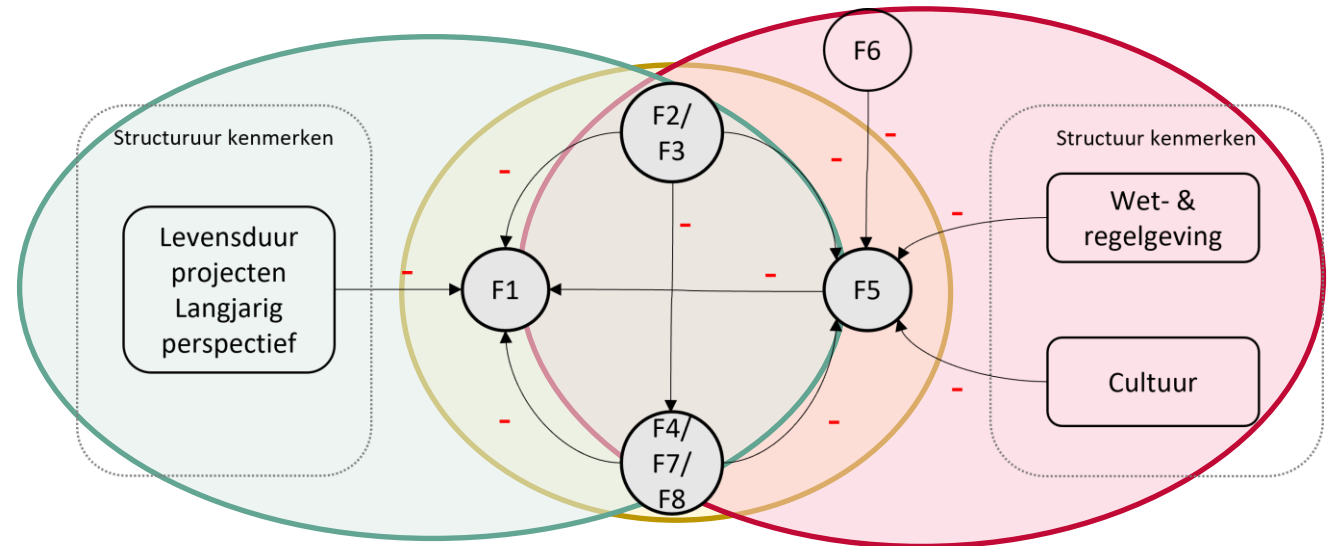 F6
F2/
F3
-
-
-
Structuruur kenmerken
Structuur kenmerken
Levensduur
projecten
Langjarig
perspectief
-
-
-
-
F1
F5
Wet- &
regelgeving
-
-
-
Cultuur
F4/
F7/
F8